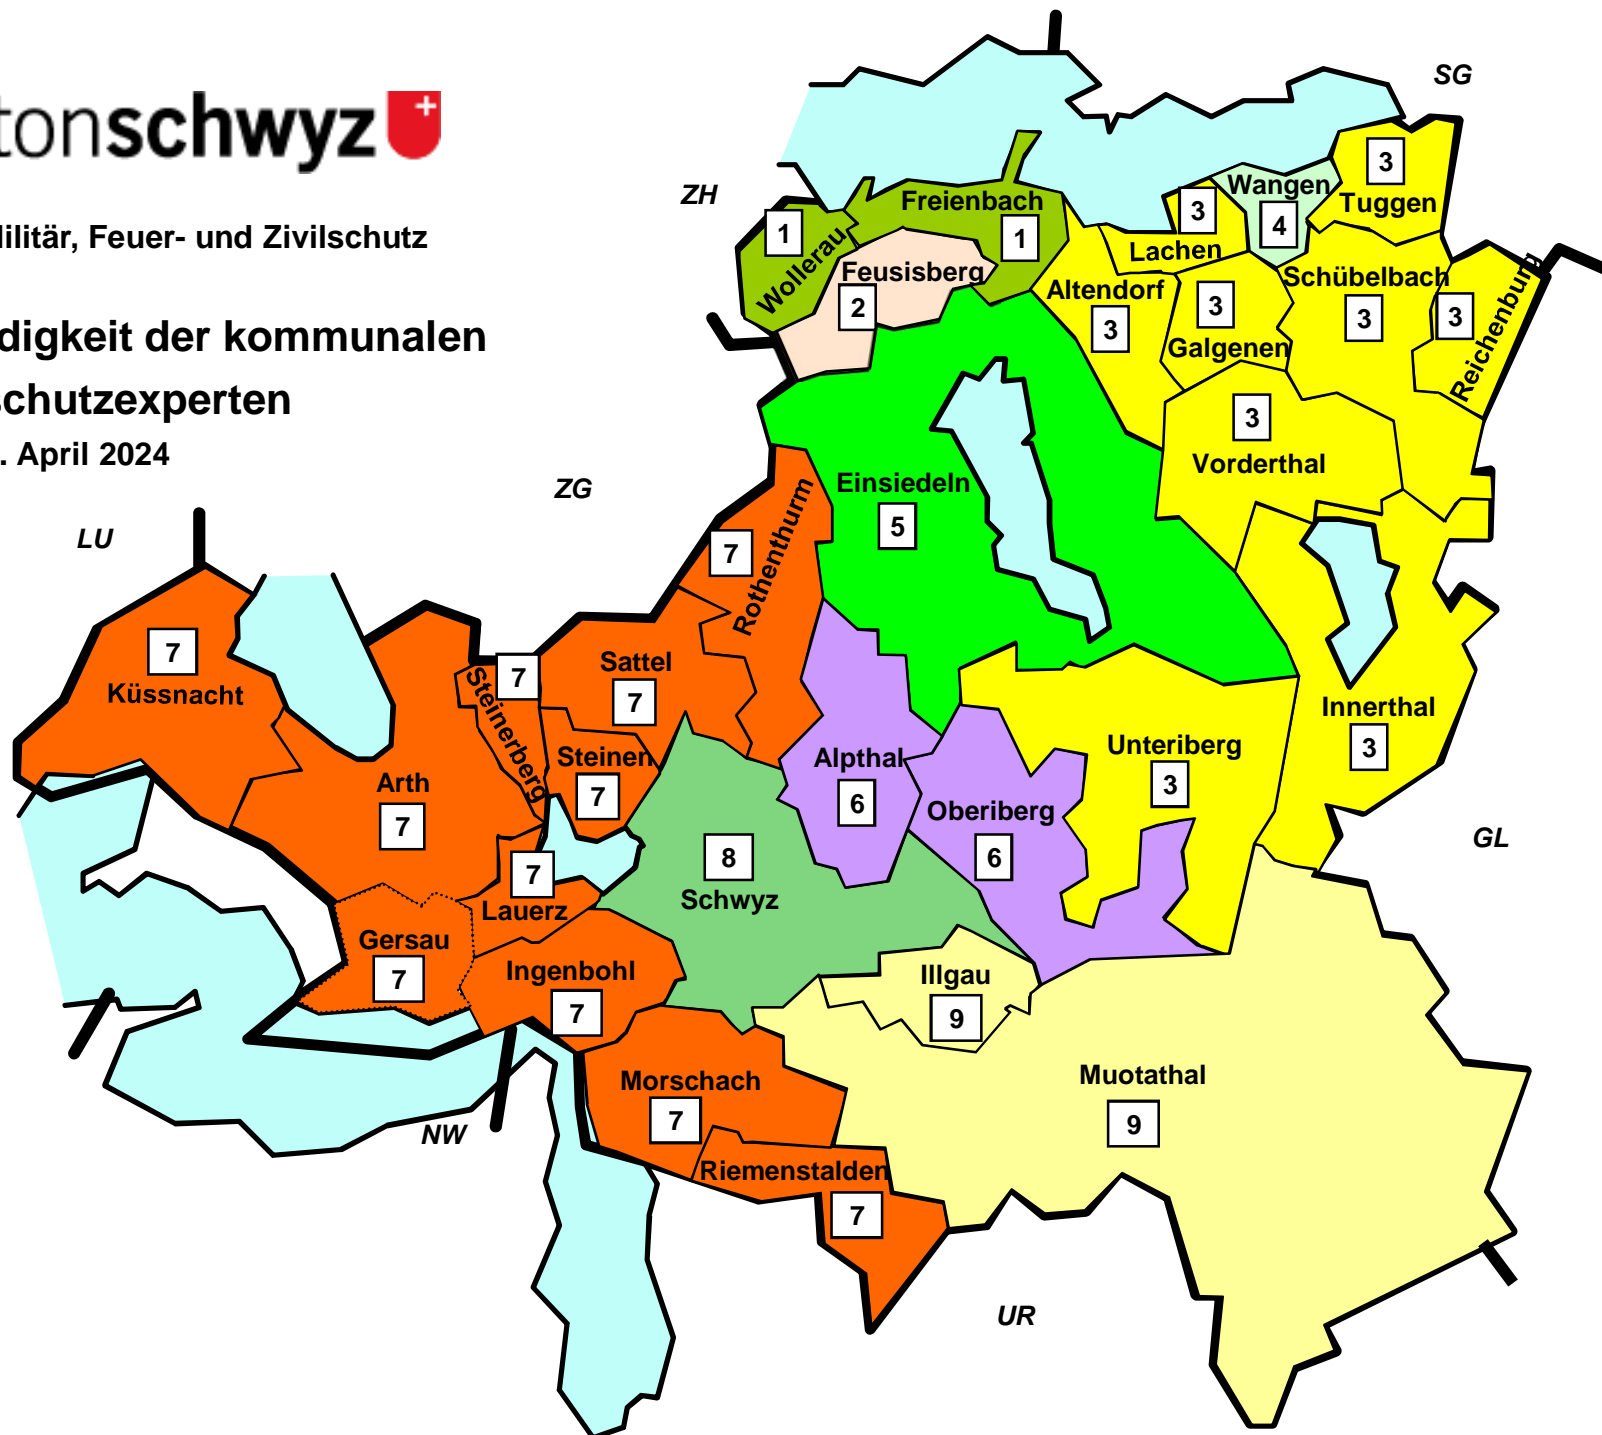 tonschwyz
Militär, Feuer- und Zivilschutz
digkeit der kommunalen
schutzexperten
. April 2024
SG
ZH
ZG
LU
GL
NW
UR
1
Wollerau
Freienbach
1
Feusisberg
2
3
Lachen
Wangen
4
3
Tuggen
Altendorf
3
3
Galgenen
Schübelbach
3
3
Reichenburg
3
Vorderthal
Einsiedeln
5
7
Rothenthurm
7
Küssnacht
7
Steinerberg
Sattel
7
Steinen
7
Arth
7
Alpthal
6
Oberiberg
6
Unteriberg
3
Innerthal
3
7
Lauerz
8
Schwyz
Gersau
7
Ingenbohl
7
Illgau
9
Morschach
7
Muotathal
9
Riemenstalden
7